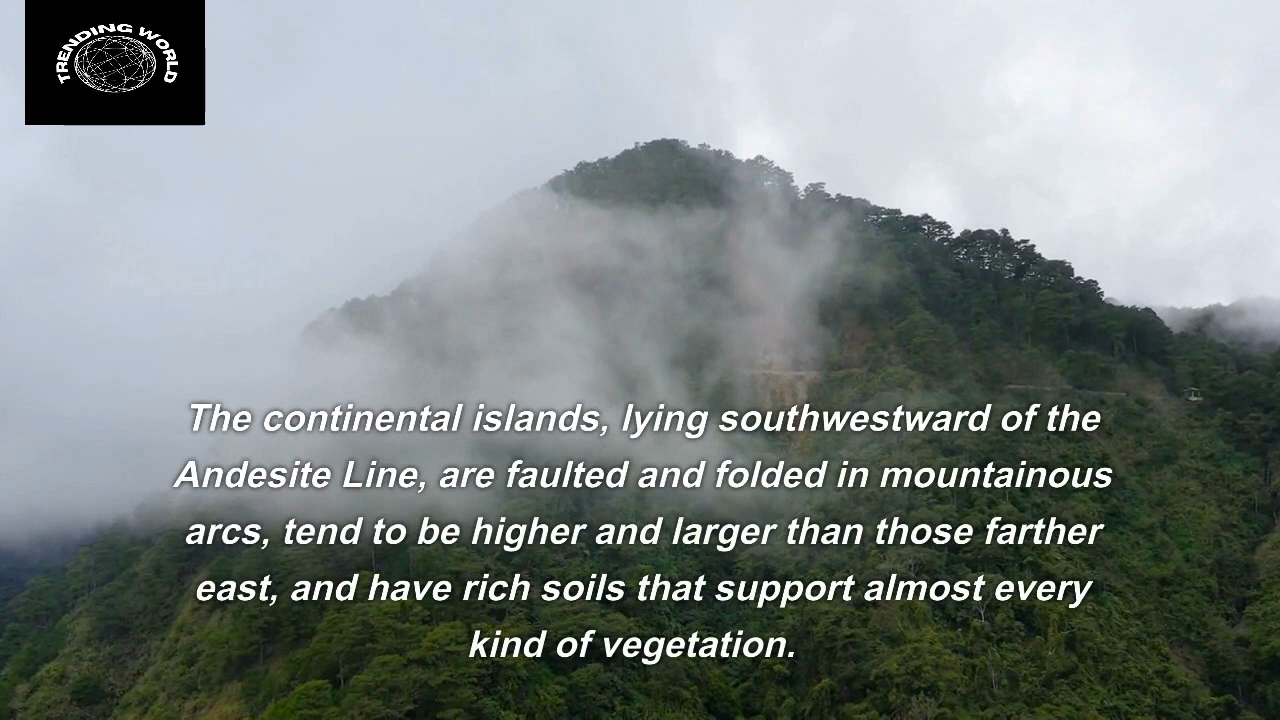 TRENDING WORLD
The continental islands, lying southwestward of the
Andesite Line, are faulted and folded in mountainous
arcs, tend to be higher and larger than those farther
east, and have rich soils that support almost every
kind of vegetation.